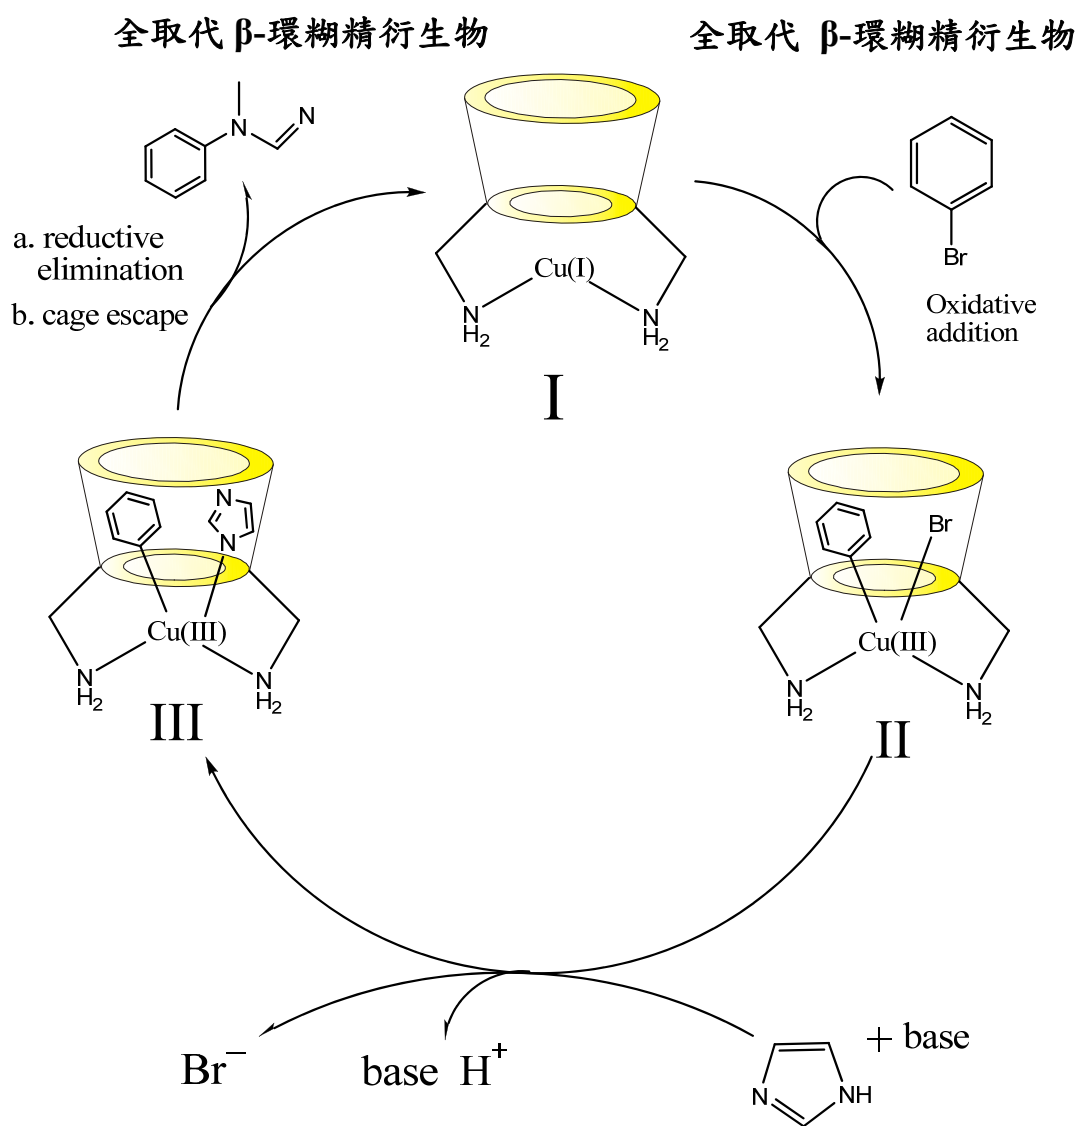 全取代 β-環糊精衍生物
全取代 β-環糊精衍生物
N
N
a. reductive
elimination
b. cage escape
Cu(I)
N
H2
N
H2
Br
Oxidative
addition
I
N
N
Cu(III)
N
H2
N
H2
III
Br
Cu(III)
N
H2
N
H2
II
Br−
base H+
N
NH
+ base